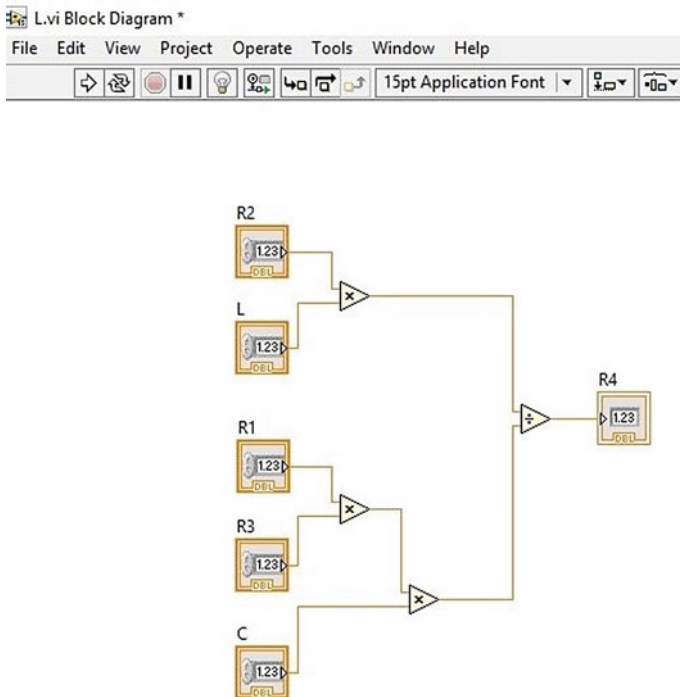 L.vi Block Diagram *
File Edit View Project Operate Tools Window Help
15pt Application Font
R2
1.23
DBL
L
1.23
DBL
×
R4
1.23
DBL
÷
R1
1.23
DBL
×
R3
1.23
DBL
×
C
1.23
DBL